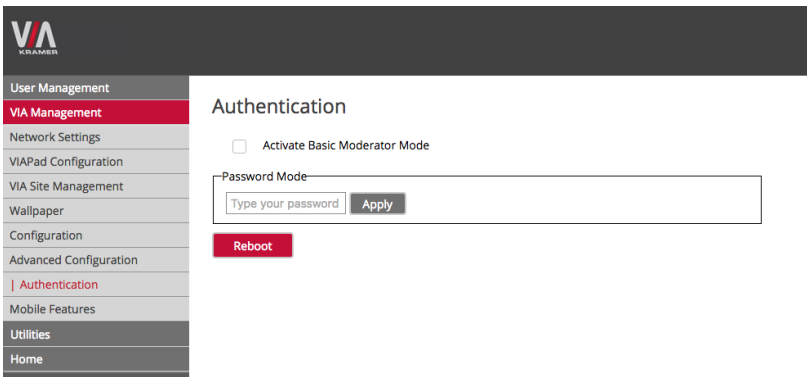 VIA
KRAMER
User Management
VIA Management
Network Settings
VIAPad Configuration
VIA Site Management
Wallpaper
Configuration
Advanced Configuration
| Authentication
Mobile Features
Utilities
Home
Authentication
Activate Basic Moderator Mode
Password Mode
Type your password
Apply
Reboot